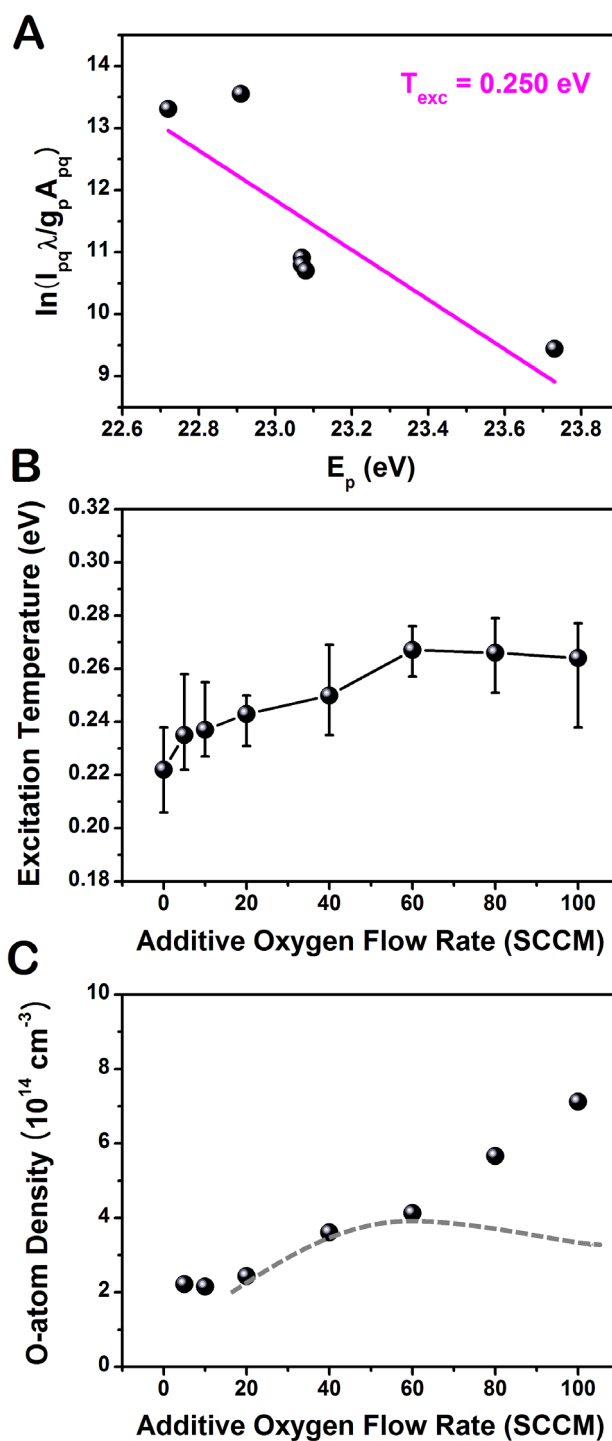 A
14
13
12
11
10
9
ln(I_pq λ/g_p A_pq)
T_exc = 0.250 eV
22.6 22.8 23.0 23.2 23.4 23.6 23.8
E_p (eV)
B
0.32
0.30
0.28
0.26
0.24
0.22
0.20
0.18
Excitation Temperature (eV)
0 20 40 60 80 100
Additive Oxygen Flow Rate (SCCM)
C
10
8
6
4
2
0
O-atom Density (10^14 cm^-3)
0 20 40 60 80 100
Additive Oxygen Flow Rate (SCCM)